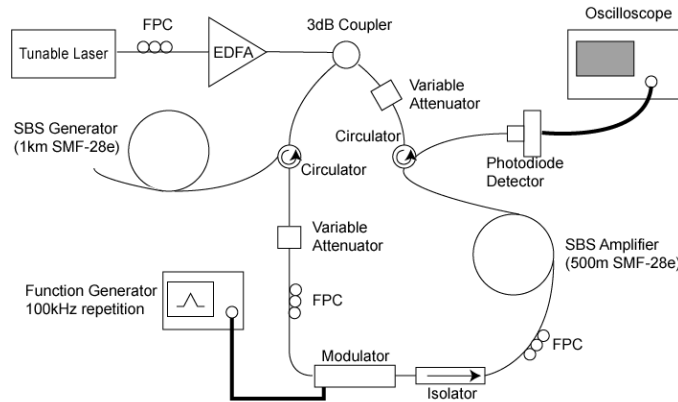 Oscilloscope
FPC
3dB Coupler
Tunable Laser
EDFA
Variable
Attenuator
SBS Generator
(1km SMF-28e)
Circulator
Circulator
Photodiode
Detector
Variable
Attenuator
SBS Amplifier
(500m SMF-28e)
Function Generator
100kHz repetition
FPC
FPC
Modulator
Isolator